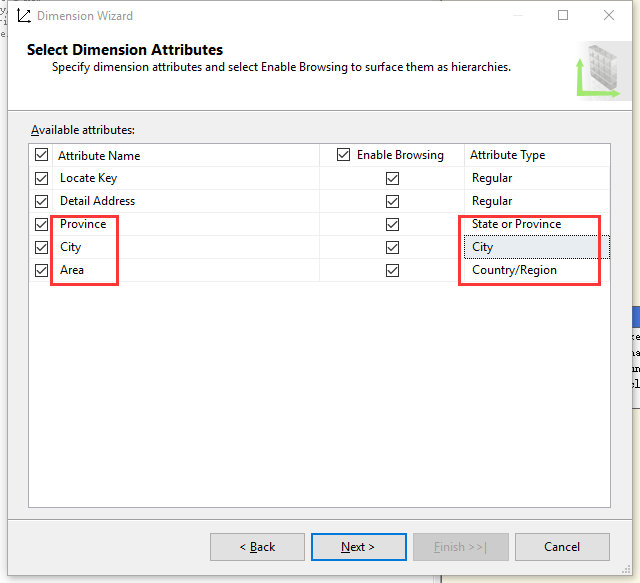 Dimension Wizard
Select Dimension Attributes
Specify dimension attributes and select Enable Browsing to surface them as hierarchies.
Available attributes:
Attribute Name Enable Browsing Attribute Type
Locate Key Regular
Detail Address Regular
Province State or Province
City City
Area Country/Region
< Back Next > Finish >>| Cancel